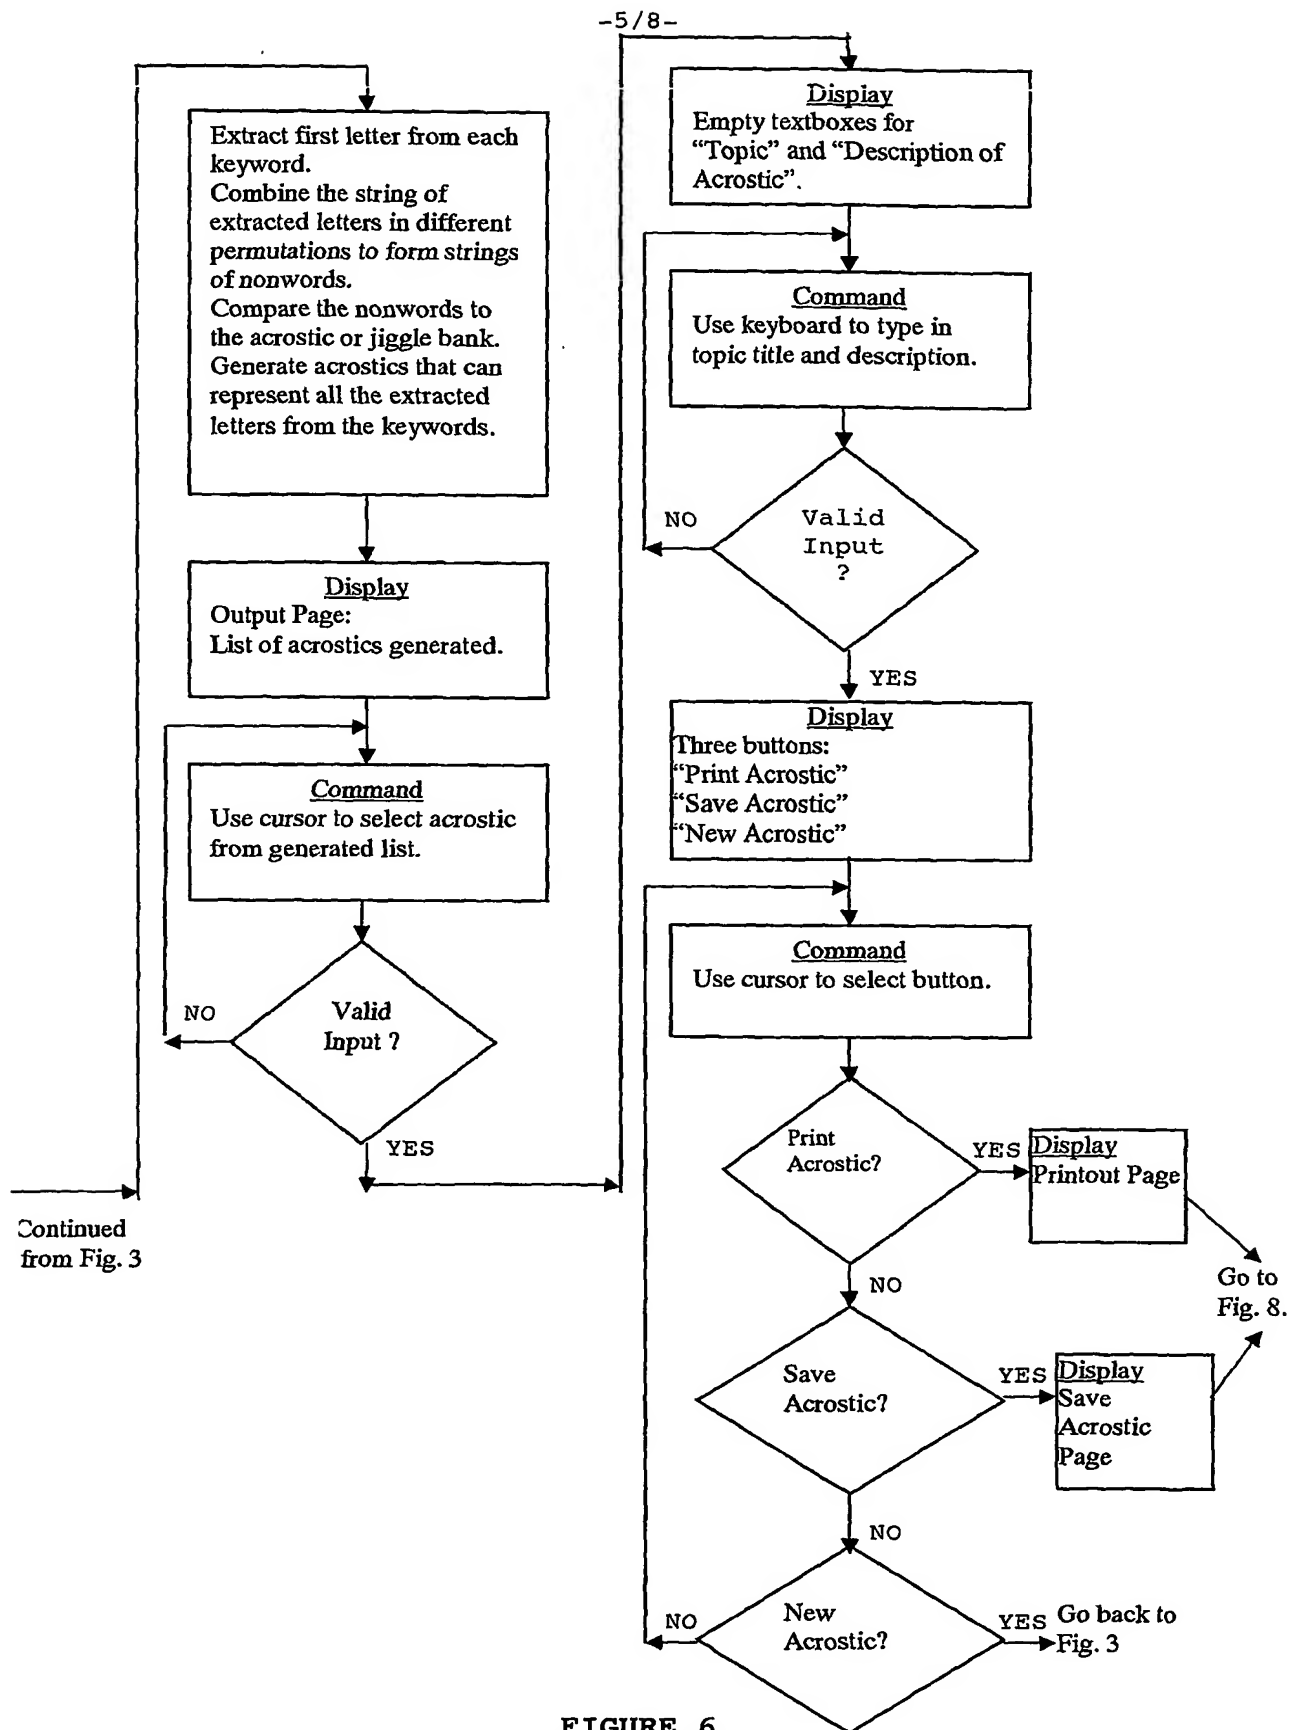 -5/8-
Extract first letter from each
keyword.
Combine the string of
extracted letters in different
permutations to form strings
of nonwords.
Compare the nonwords to
the acrostic or jiggle bank.
Generate acrostics that can
represent all the extracted
letters from the keywords.
Display
Output Page:
List of acrostics generated.
Command
Use cursor to select acrostic
from generated list.
NO
Valid
Input ?
YES
Continued
from Fig. 3
Display
Empty textboxes for
“Topic” and “Description of
Acrostic”.
Command
Use keyboard to type in
topic title and description.
NO
Valid
Input
?
YES
Display
Three buttons:
“Print Acrostic”
“Save Acrostic”
“New Acrostic”
Command
Use cursor to select button.
Print
Acrostic?
YES
Display
Printout Page
NO
Go to
Fig. 8.
Save
Acrostic?
YES
Display
Save
Acrostic
Page
NO
New
Acrostic?
NO
YES
Go back to
Fig. 3
FIGURE 6